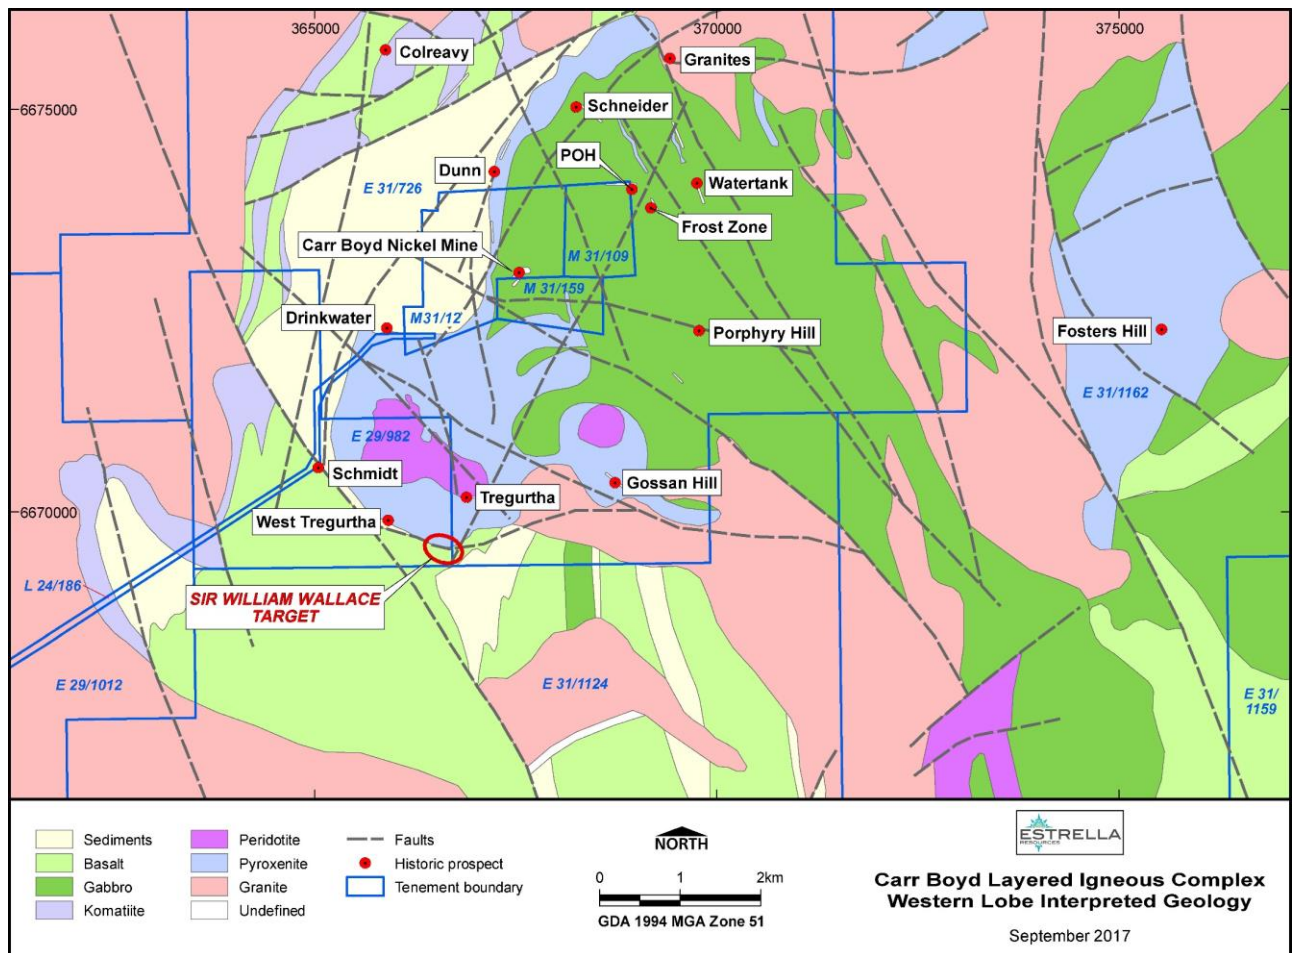 365000
370000
375000
Colreavy
Granites
6675000
Schneider
POH
Dunn
Watertank
E 31/726
Frost Zone
Carr Boyd Nickel Mine
M 31/109
M 31/159
Drinkwater
M31/12
Porphyry Hill
Fosters Hill
E 31/1162
E 29/982
Schmidt
Gossan Hill
Tregurtha
6670000
West Tregurtha
L 24/186
SIR WILLIAM WALLACE
TARGET
E 29/1012
E 31/1124
E 31/
1159
Sediments
Basalt
Gabbro
Komatiite
Peridotite
Pyroxenite
Granite
Undefined
Faults
Historic prospect
Tenement boundary
NORTH
0 1 2km
GDA 1994 MGA Zone 51
ESTRELLA
RESOURCES
Carr Boyd Layered Igneous Complex
Western Lobe Interpreted Geology
September 2017